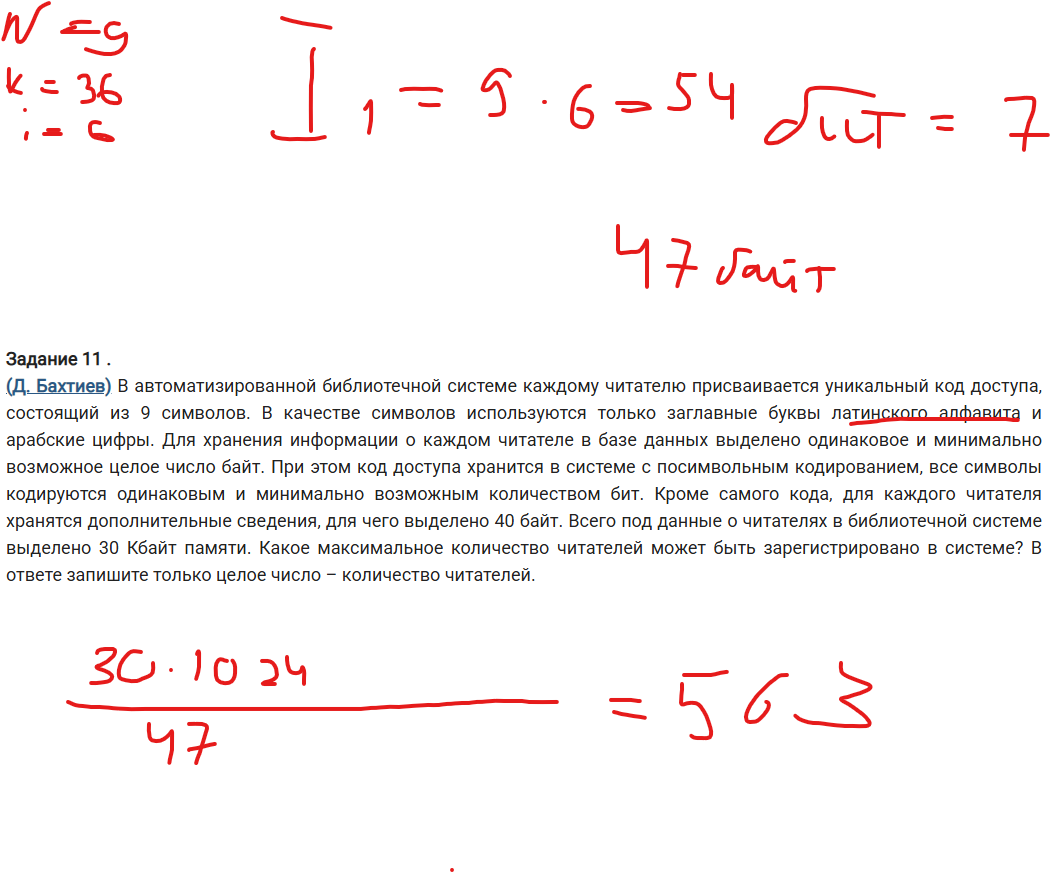 N = 9
k = 36
i = 6
I 1 = 9 · 6 = 54 бит = 7
47 байт
Задание 11 .
(Д. Бахтиев) В автоматизированной библиотечной системе каждому читателю присваивается уникальный код доступа,
состоящий из 9 символов. В качестве символов используются только заглавные буквы латинского алфавита и
арабские цифры. Для хранения информации о каждом читателе в базе данных выделено одинаковое и минимально
возможное целое число байт. При этом код доступа хранится в системе с посимвольным кодированием, все символы
кодируются одинаковым и минимально возможным количеством бит. Кроме самого кода, для каждого читателя
хранятся дополнительные сведения, для чего выделено 40 байт. Всего под данные о читателях в библиотечной системе
выделено 30 Кбайт памяти. Какое максимальное количество читателей может быть зарегистрировано в системе? В
ответе запишите только целое число – количество читателей.
30 · 1024
47
= 563